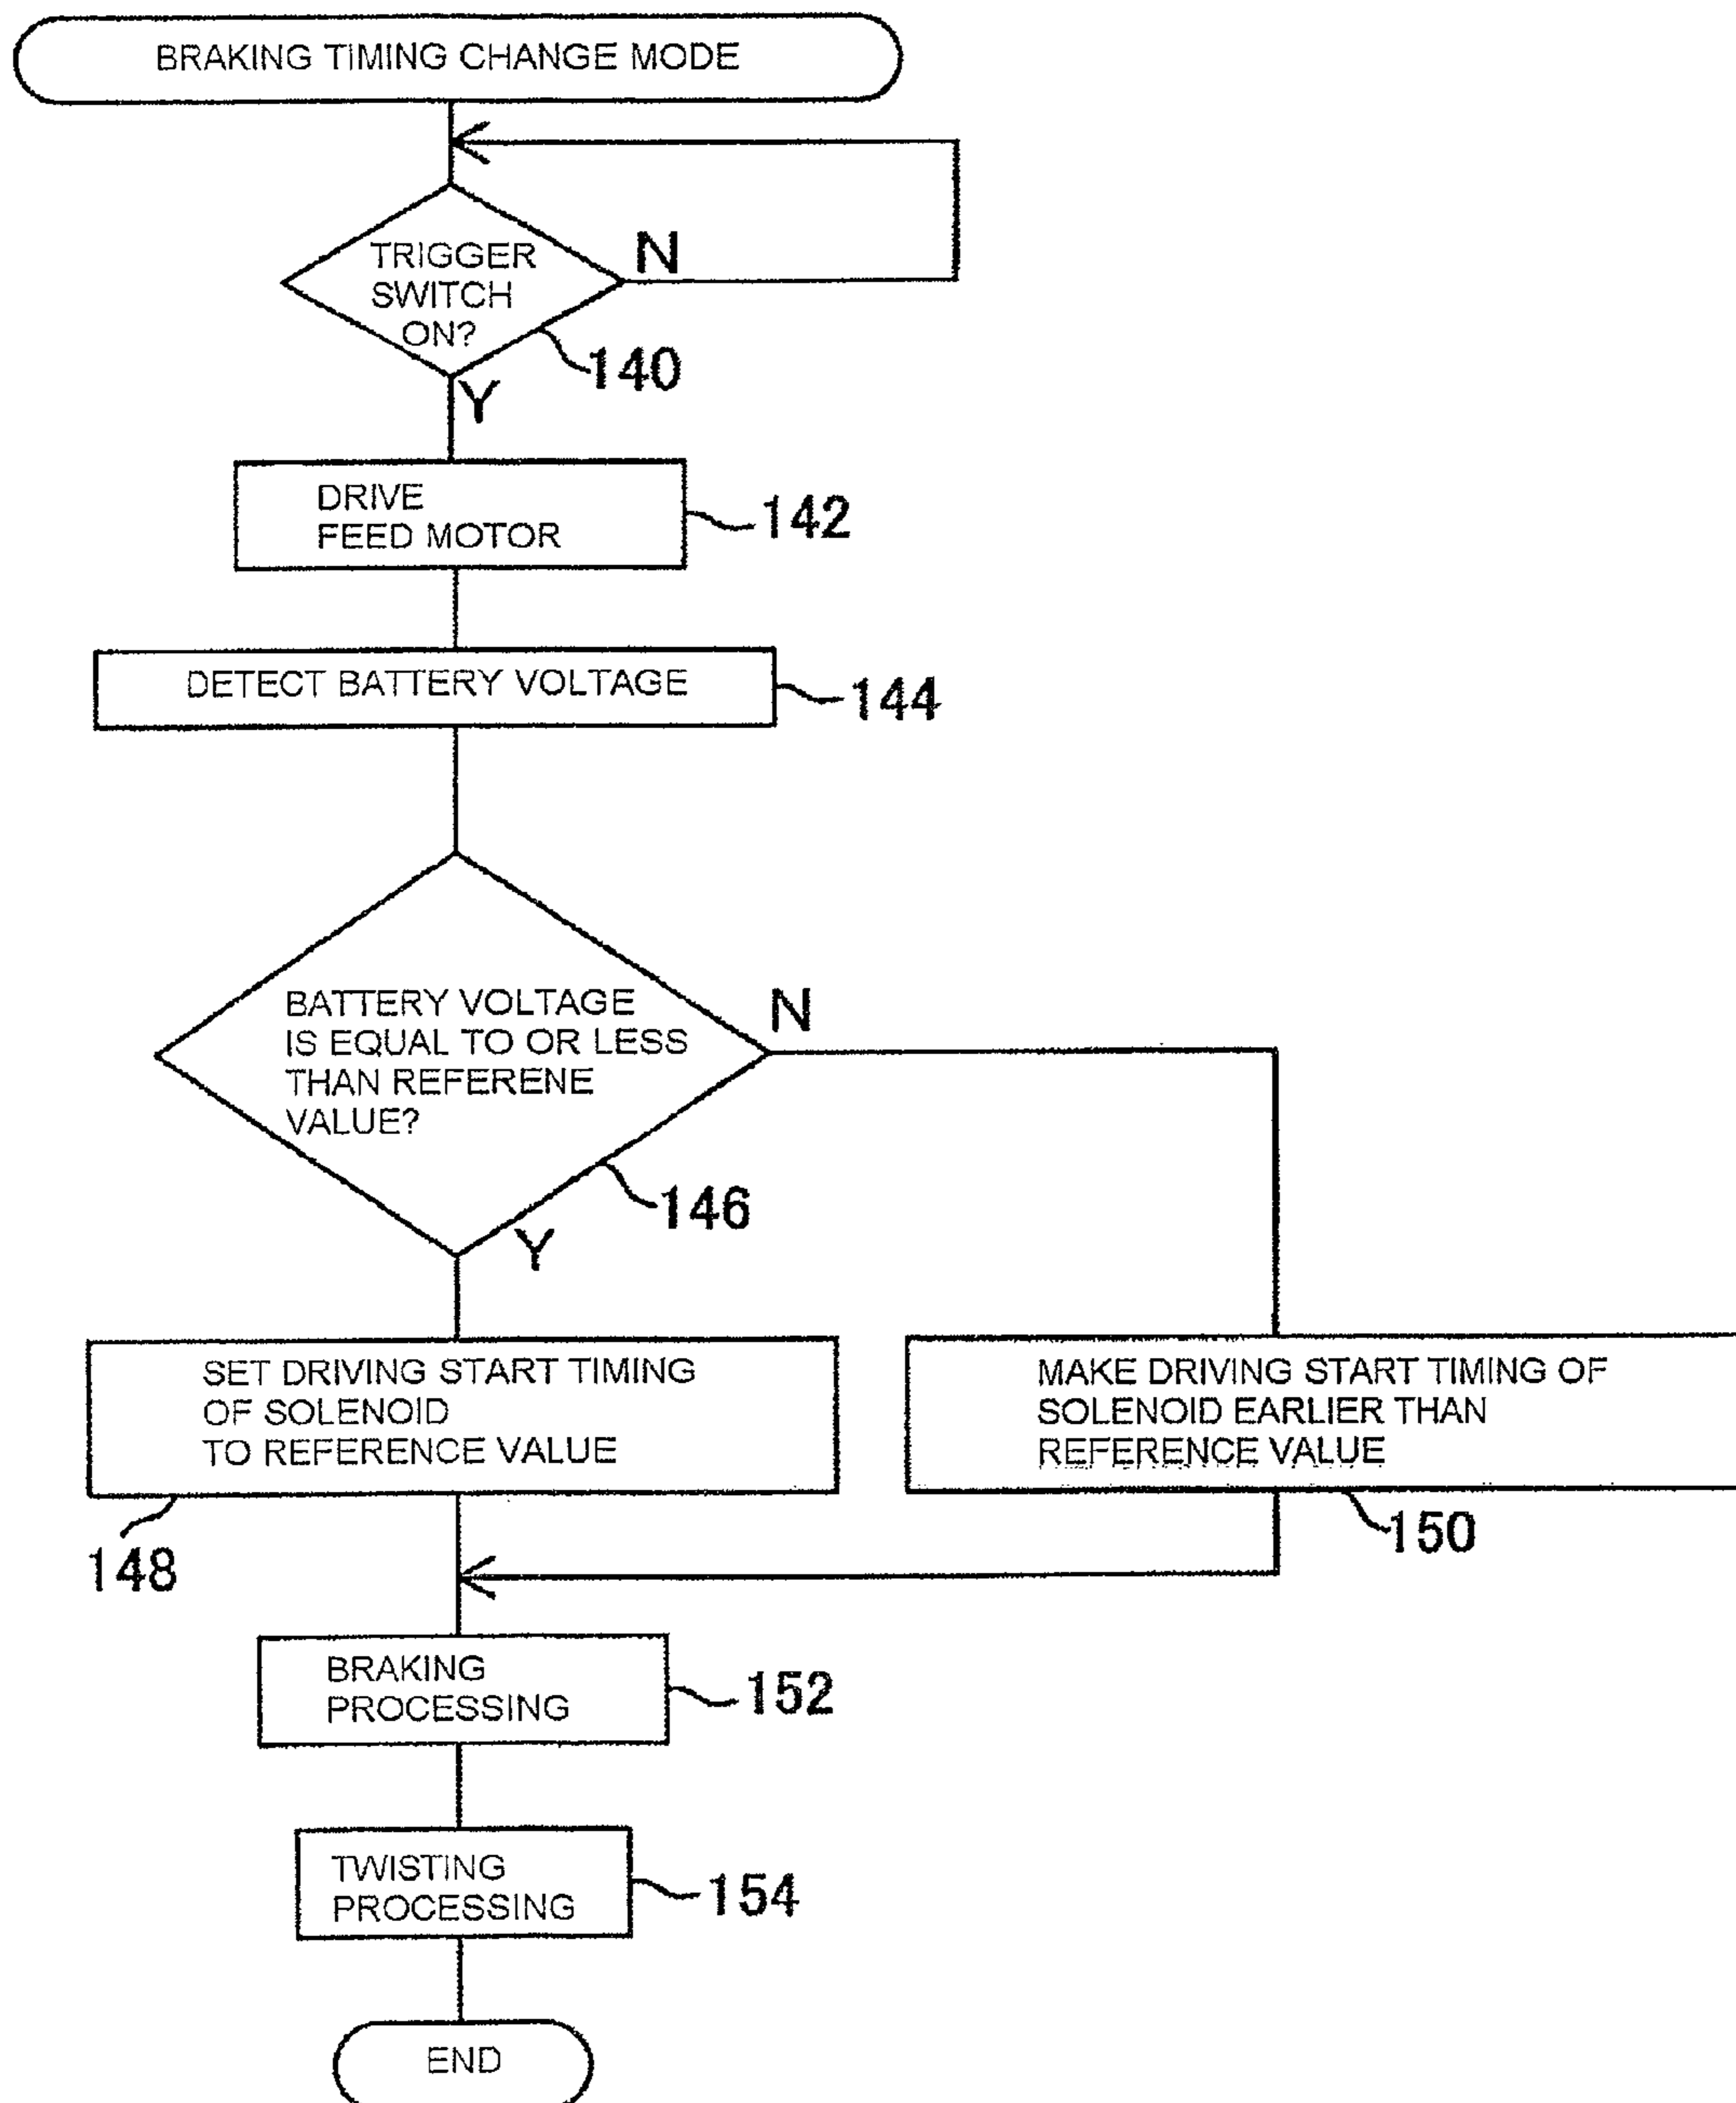 BRAKING TIMING CHANGE MODE
TRIGGER
SWITCH
ON?
N
140
Y
DRIVE
FEED MOTOR
142
DETECT BATTERY VOLTAGE
144
BATTERY VOLTAGE
IS EQUAL TO OR LESS
THAN REFERENE
VALUE?
N
146
Y
SET DRIVING START TIMING
OF SOLENOID
TO REFERENCE VALUE
148
MAKE DRIVING START TIMING OF
SOLENOID EARLIER THAN
REFERENCE VALUE
150
BRAKING
PROCESSING
152
TWISTING
PROCESSING
154
END